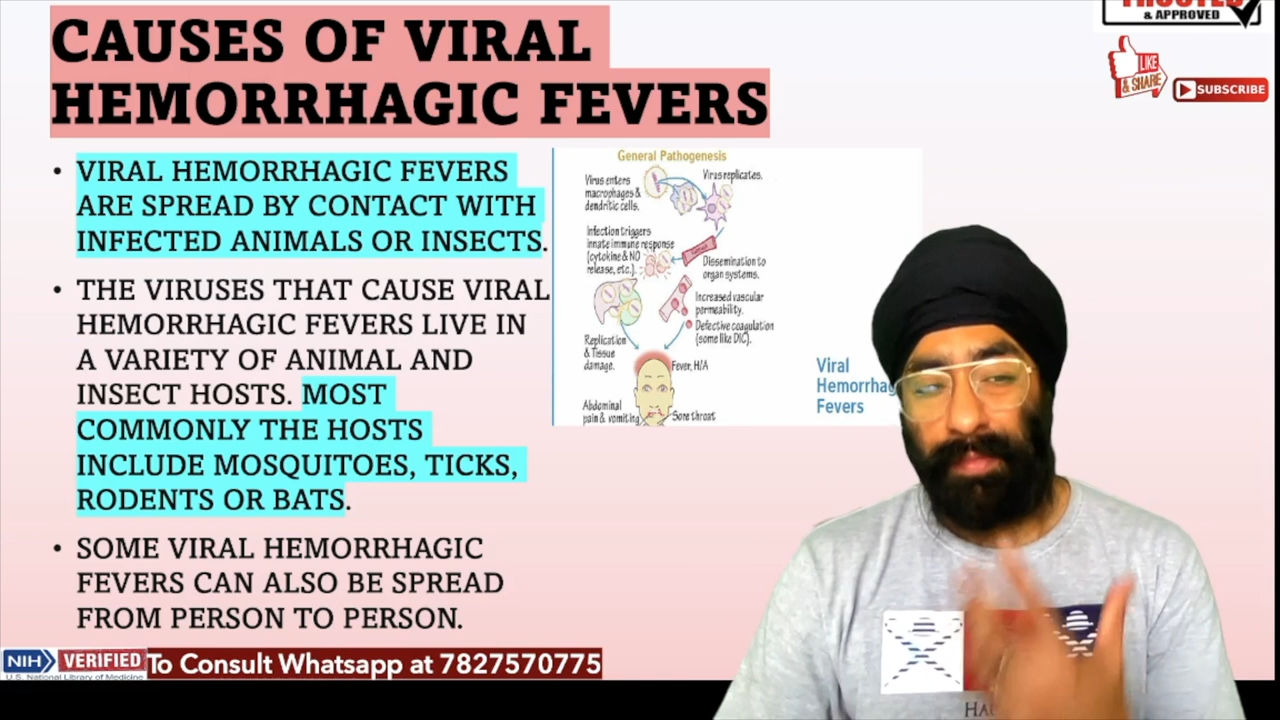 CAUSES OF VIRAL
HEMORRHAGIC FEVERS
& APPROVED
LIKE
& SHARE
SUBSCRIBE
• VIRAL HEMORRHAGIC FEVERS
ARE SPREAD BY CONTACT WITH
INFECTED ANIMALS OR INSECTS.
• THE VIRUSES THAT CAUSE VIRAL
HEMORRHAGIC FEVERS LIVE IN
A VARIETY OF ANIMAL AND
INSECT HOSTS. MOST
COMMONLY THE HOSTS
INCLUDE MOSQUITOES, TICKS,
RODENTS OR BATS.
• SOME VIRAL HEMORRHAGIC
FEVERS CAN ALSO BE SPREAD
FROM PERSON TO PERSON.
General Pathogenesis
Virus enters
macrophages &
dendritic cells.
Virus replicates.
Infection triggers
innate immune response
(cytokine & NO
release, etc.).
Dissemination to
organ systems.
Increased vascular
permeability.
Defective coagulation
(some like DIC).
Replication
& Tissue
damage.
Fever, H/A
Abdominal
pain & vomiting
Sore throat
Viral
Hemorrhag
Fevers
NIH VERIFIED
U.S. National Library of Medicine
To Consult Whatsapp at 7827570775